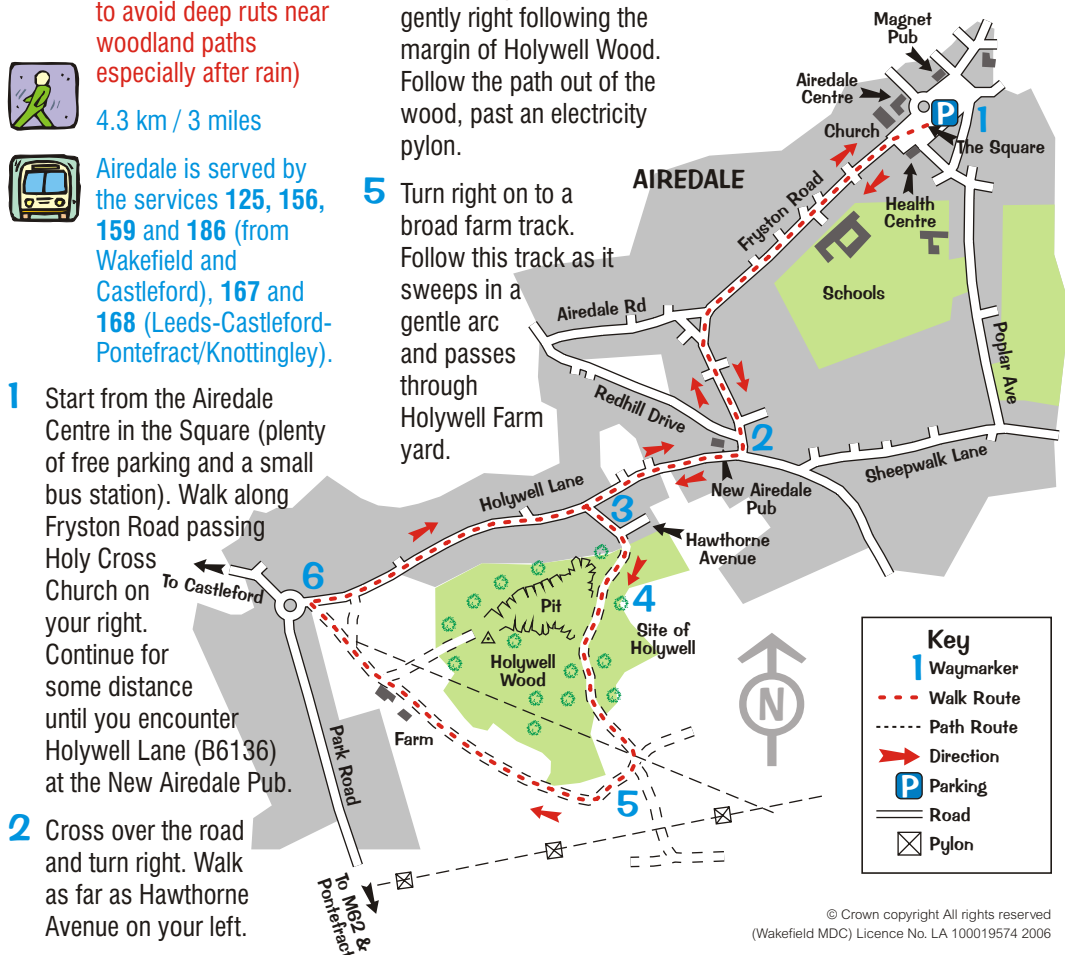 to avoid deep ruts near
woodland paths
especially after rain)
4.3 km / 3 miles
Airedale is served by
the services 125, 156,
159 and 186 (from
Wakefield and
Castleford), 167 and
168 (Leeds-Castleford-
Pontefract/Knottingley).
1 Start from the Airedale
Centre in the Square (plenty
of free parking and a small
bus station). Walk along
Fryston Road passing
Holy Cross
Church on
your right.
Continue for
some distance
until you encounter
Holywell Lane (B6136)
at the New Airedale Pub.
2 Cross over the road
and turn right. Walk
as far as Hawthorne
Avenue on your left.
gently right following the
margin of Holywell Wood.
Follow the path out of the
wood, past an electricity
pylon.
5 Turn right on to a
broad farm track.
Follow this track as it
sweeps in a
gentle arc
and passes
through
Holywell Farm
yard.
Magnet
Pub
Airedale
Centre
P
1
Church
The Square
AIREDALE
Health
Centre
Fryston Road
Schools
Airedale Rd
Poplar Ave
Redhill Drive
2
Sheepwalk Lane
New Airedale
Pub
Holywell Lane
3
Hawthorne
Avenue
To Castleford
6
4
Pit
Site of
Holywell
Holywell
Wood
N
Farm
Park Road
5
To M62 &
Pontefract
Key
1 Waymarker
Walk Route
Path Route
Direction
P Parking
Road
Pylon
© Crown copyright All rights reserved
(Wakefield MDC) Licence No. LA 100019574 2006